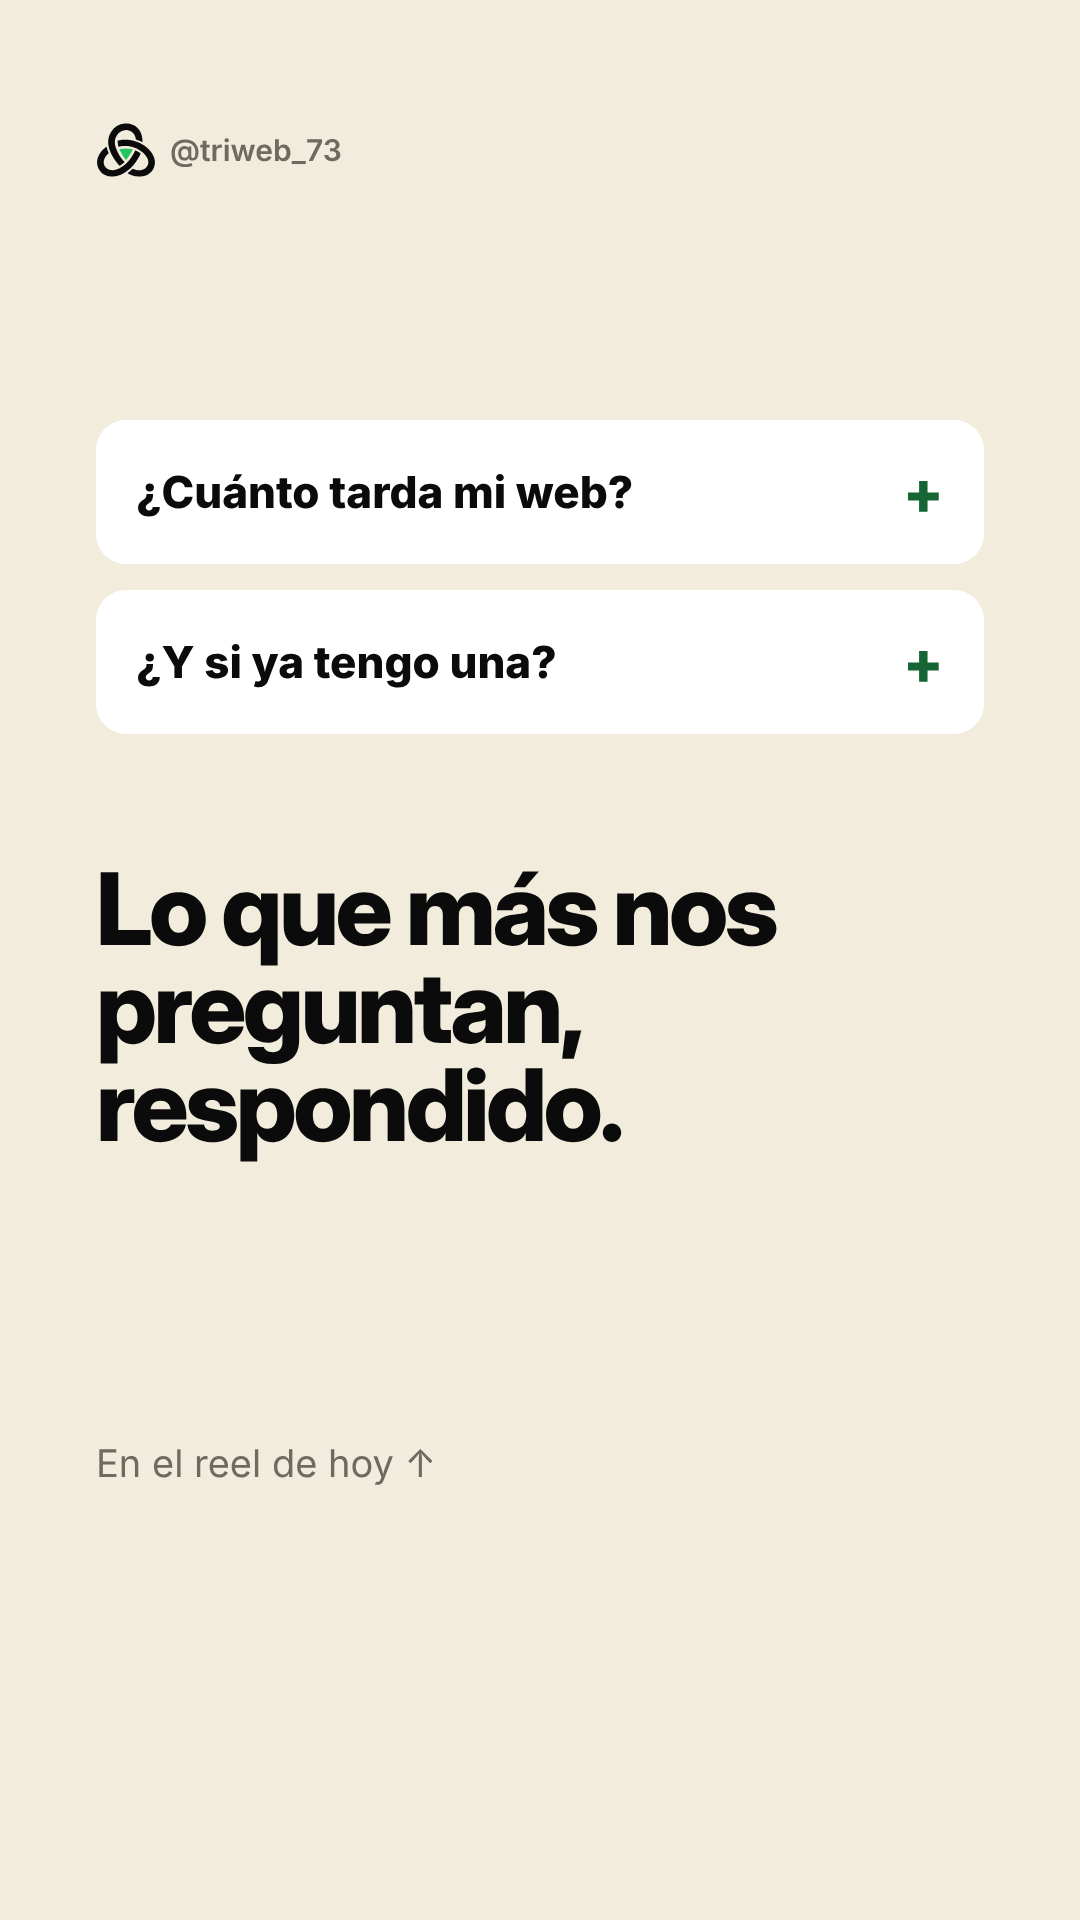 @triweb_73
¿Cuánto tarda mi web? +
¿Y si ya tengo una? +
Lo que más nos
preguntan,
respondido.
En el reel de hoy ↑